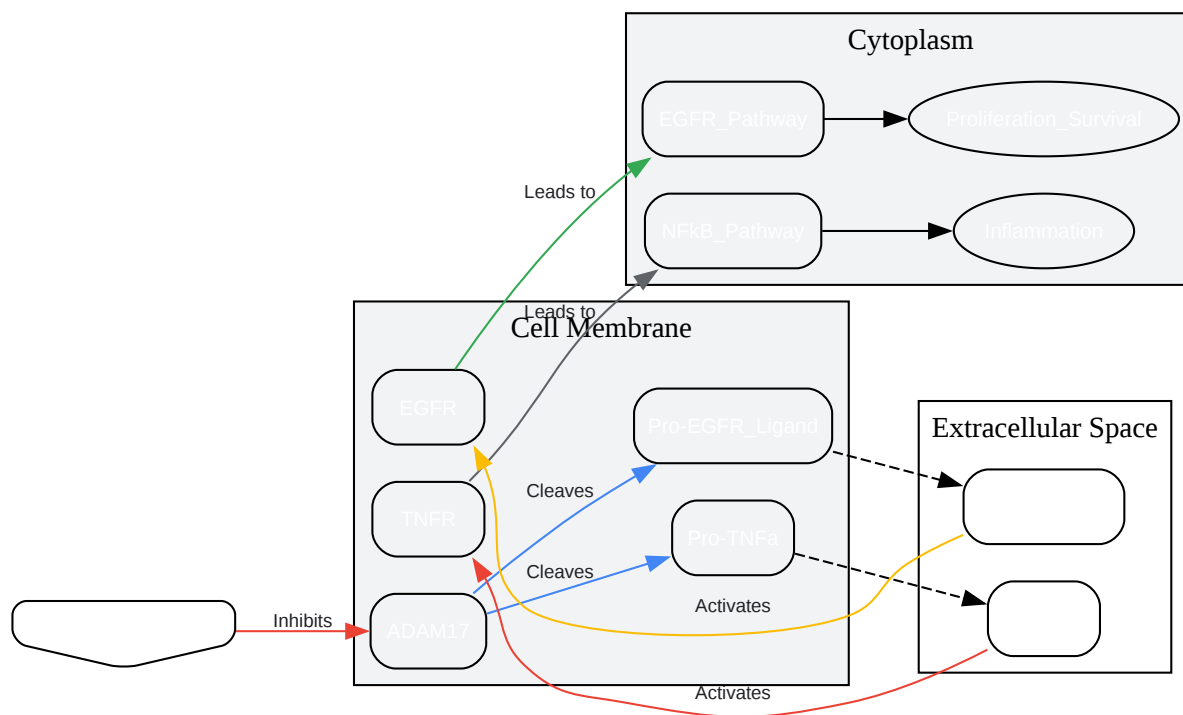 Cytoplasm
EGFR_Pathway
Proliferation_Survival
Leads to
NFkB_Pathway
Inflammation
Leads to
Cell Membrane
EGFR
Pro-EGFR_Ligand
Extracellular Space
Cleaves
TNFR
Pro-TNFa
Cleaves
Activates
Inhibits
ADAM17
Activates